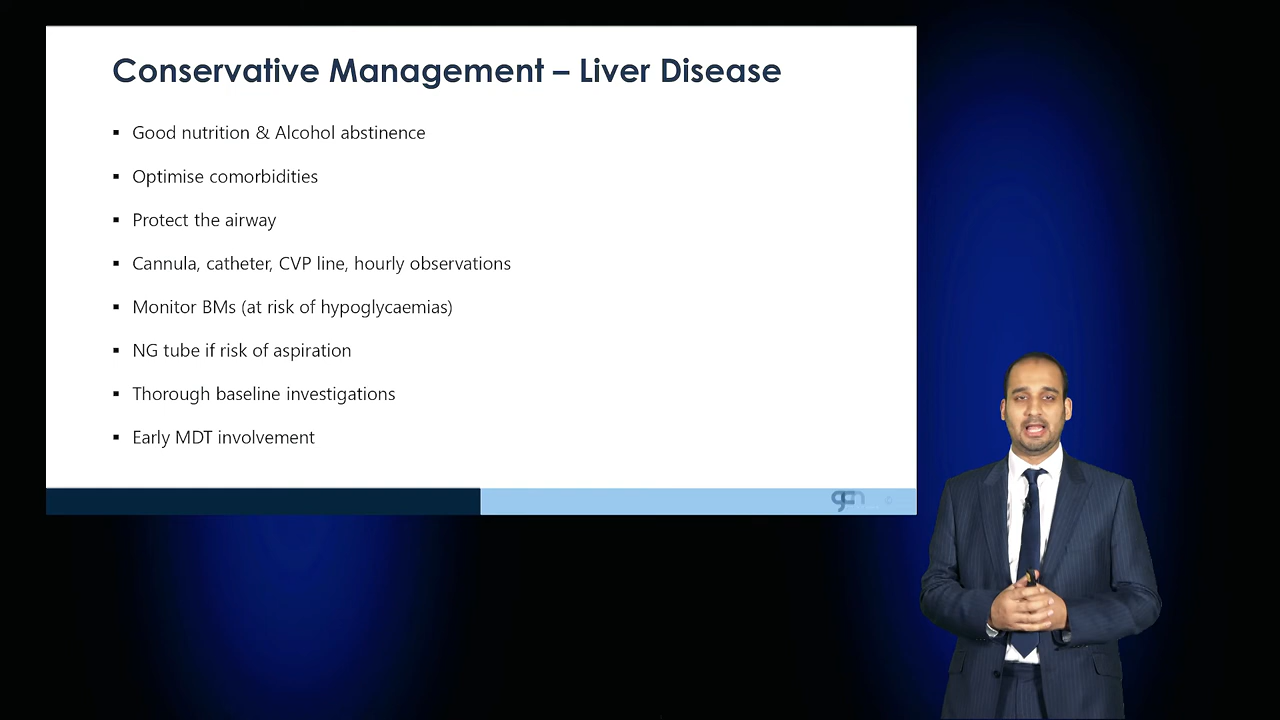 Conservative Management – Liver Disease
▪ Good nutrition & Alcohol abstinence
▪ Optimise comorbidities
▪ Protect the airway
▪ Cannula, catheter, CVP line, hourly observations
▪ Monitor BMs (at risk of hypoglycaemias)
▪ NG tube if risk of aspiration
▪ Thorough baseline investigations
▪ Early MDT involvement